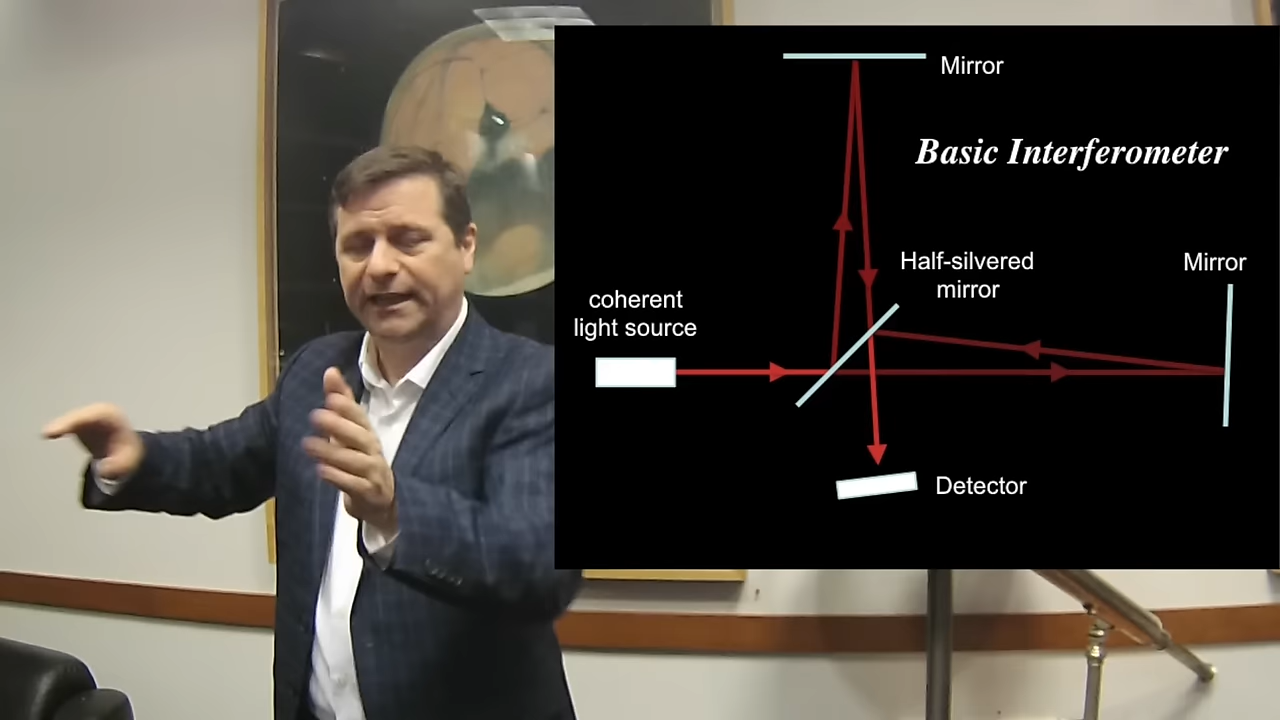 Mirror
Basic Interferometer
Half-silvered
mirror
Mirror
coherent
light source
Detector